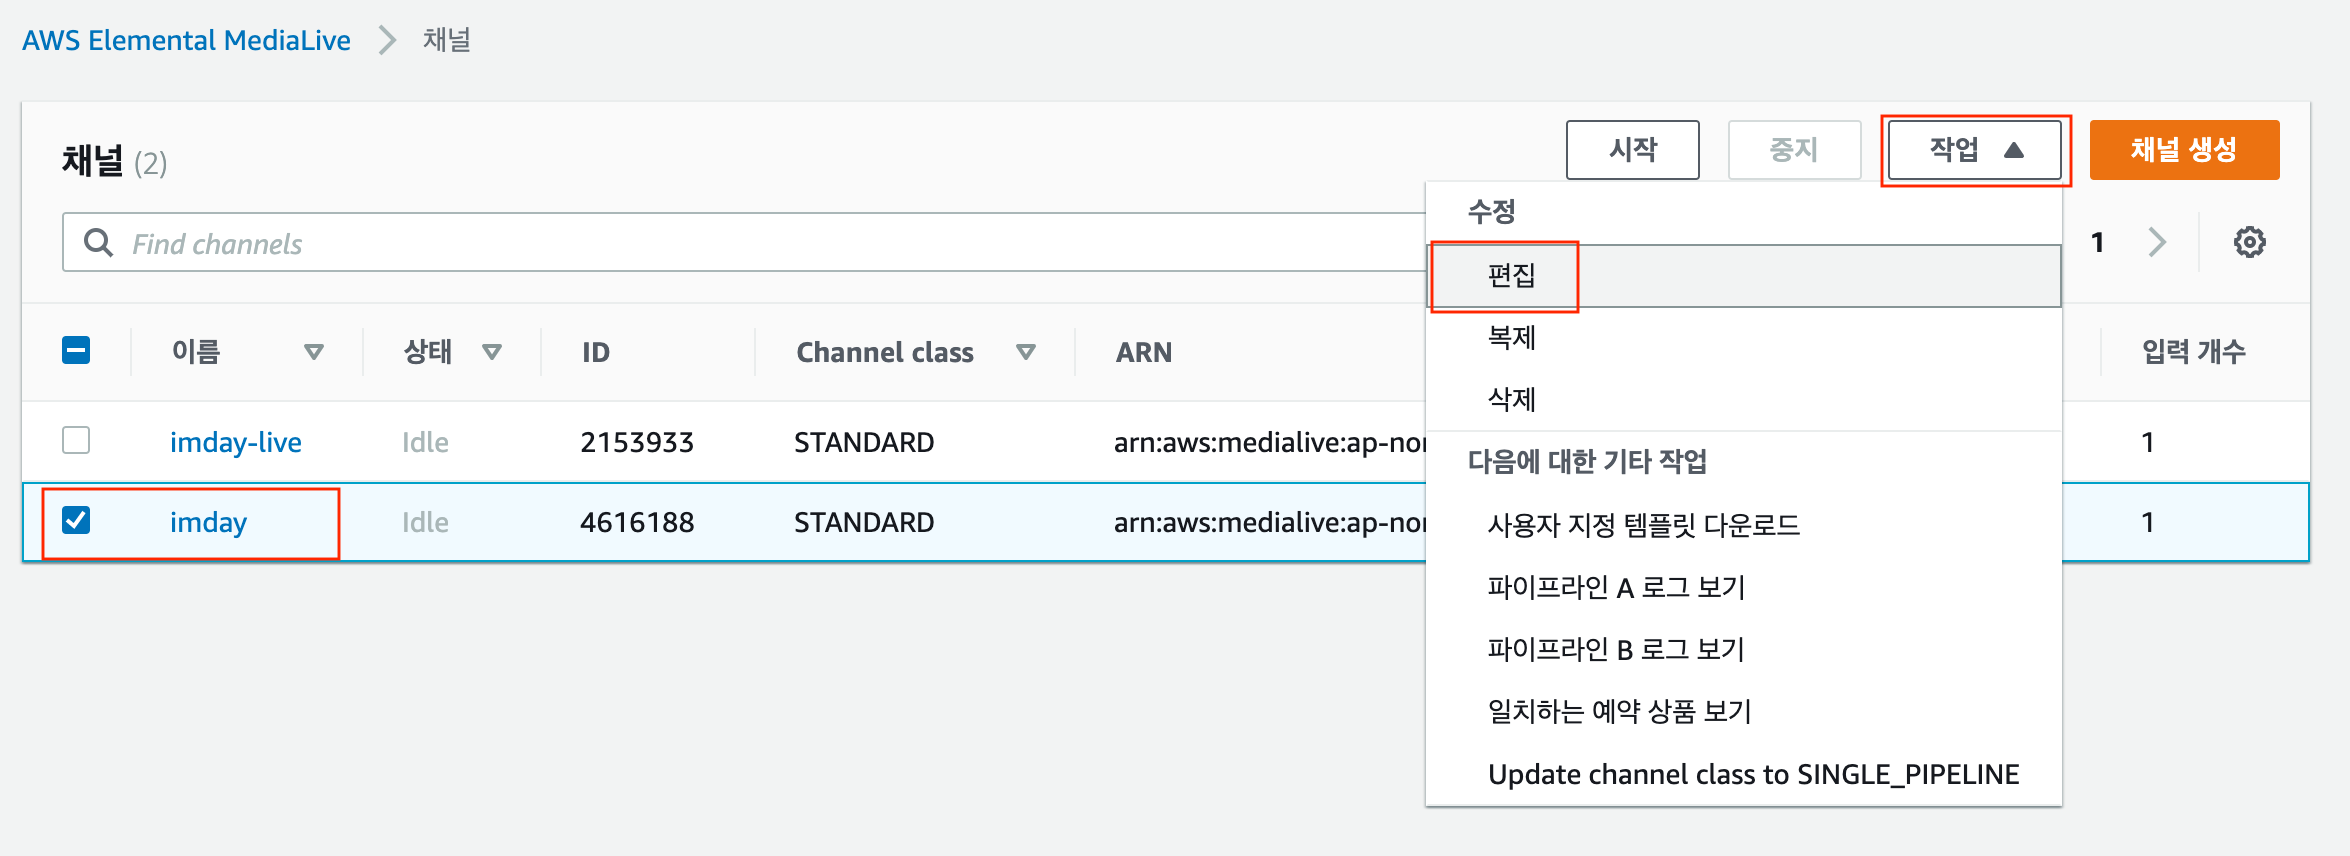 AWS Elemental MediaLive > 채널
채널 (2)
시작
중지
작업
채널 생성
Find channels
1
이름
상태
ID
Channel class
ARN
입력 개수
imday-live
Idle
2153933
STANDARD
arn:aws:medialive:ap-nor
1
imday
Idle
4616188
STANDARD
arn:aws:medialive:ap-nor
1
수정
편집
복제
삭제
다음에 대한 기타 작업
사용자 지정 템플릿 다운로드
파이프라인 A 로그 보기
파이프라인 B 로그 보기
일치하는 예약 상품 보기
Update channel class to SINGLE_PIPELINE